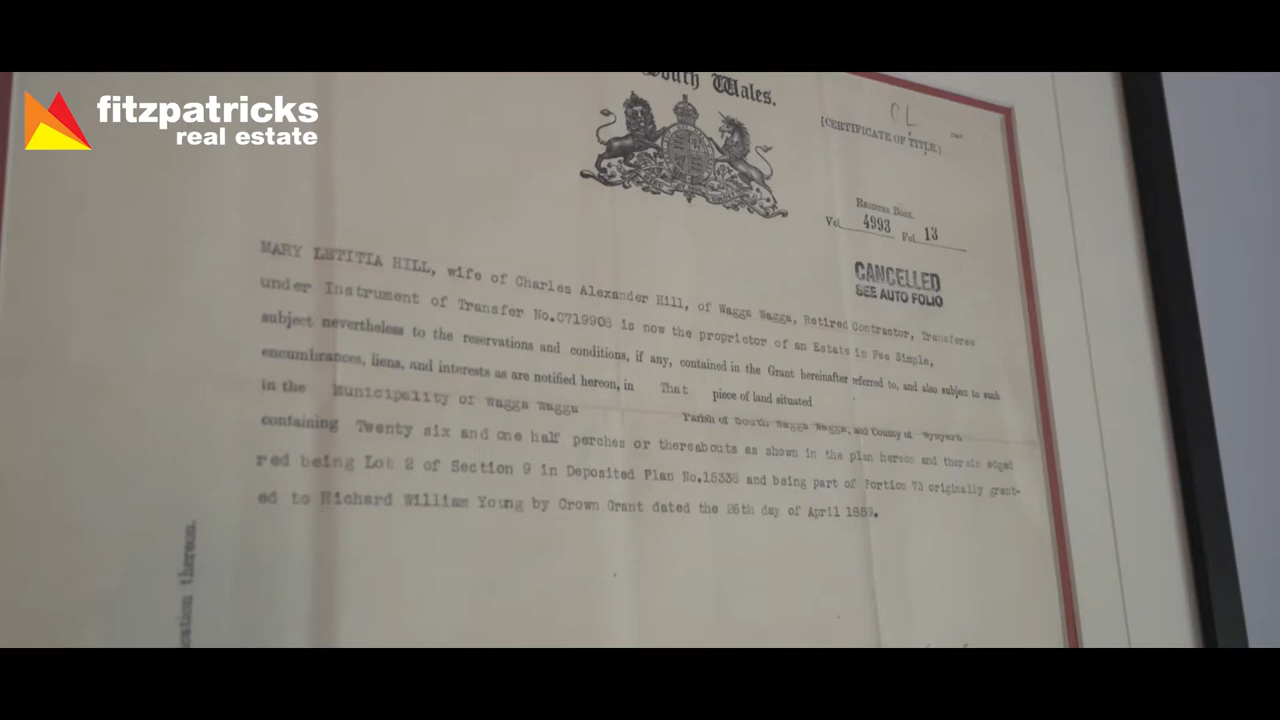 fitzpatricks
real estate
South Wales.
CL
[CERTIFICATE OF TITLE.]
REGISTER BOOK.
Vol. 4993 Fol. 13
CANCELLED
SEE AUTO FOLIO
MARY LETITIA HILL, wife of Charles Alexander Hill, of Wagga Wagga, Retired Contractor, Transferee
under Instrument of Transfer No.C719908 is now the proprietor of an Estate in Fee Simple,
subject nevertheless to the reservations and conditions, if any, contained in the Grant hereinafter referred to, and also subject to such
encumbrances, liens, and interests as are notified hereon, in That piece of land situated
in the Municipality of Wagga Wagga Parish of South Wagga Wagga, and County of Wynyard
containing Twenty six and one half perches or thereabouts as shown in the plan hereon and therein edged
red being Lot 2 of Section 9 in Deposited Plan No.15338 and being part of Portion 73 originally grant-
ed to Richard William Young by Crown Grant dated the 26th day of April 1859.
cation thereon.